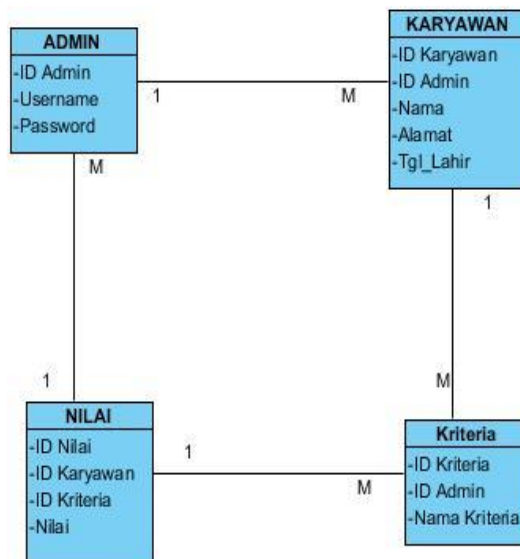 ADMIN
-ID Admin
-Username
-Password
KARYAWAN
-ID Karyawan
-ID Admin
-Nama
-Alamat
-Tgl_Lahir
1
M
M
1
1
M
NILAI
-ID Nilai
-ID Karyawan
-ID Kriteria
-Nilai
1
M
Kriteria
-ID Kriteria
-ID Admin
-Nama Kriteria